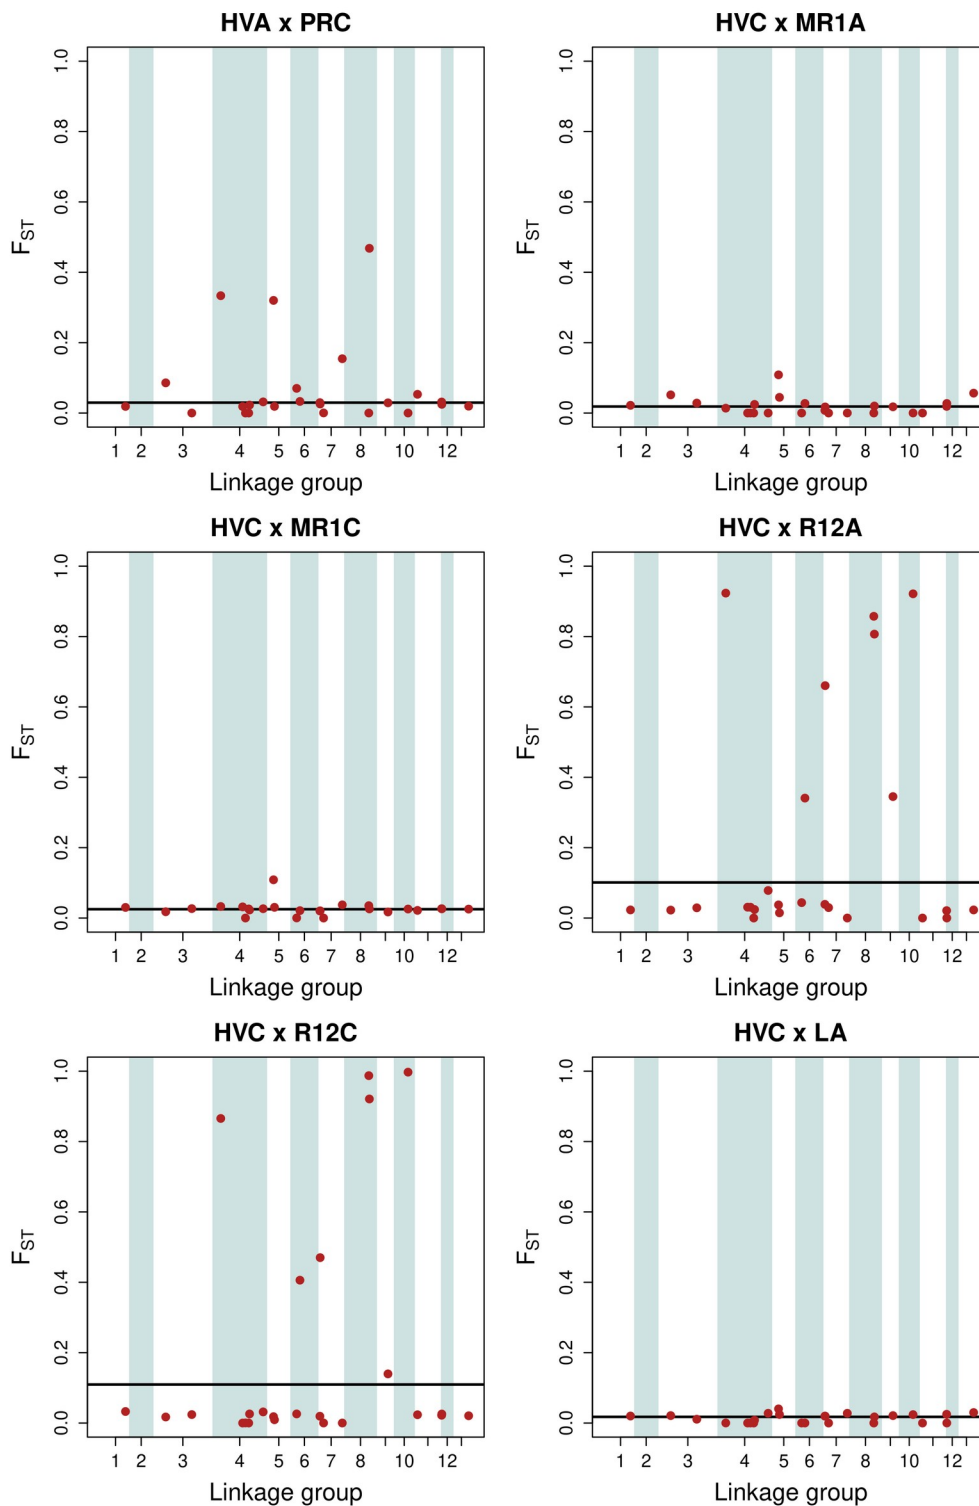 HVA x PRC
1.0
0.8
0.6
0.4
0.2
0.0
FST
1 2 3 4 5 6 7 8 10 12
Linkage group
HVC x MR1A
1.0
0.8
0.6
0.4
0.2
0.0
FST
1 2 3 4 5 6 7 8 10 12
Linkage group
HVC x MR1C
1.0
0.8
0.6
0.4
0.2
0.0
FST
1 2 3 4 5 6 7 8 10 12
Linkage group
HVC x R12A
1.0
0.8
0.6
0.4
0.2
0.0
FST
1 2 3 4 5 6 7 8 10 12
Linkage group
HVC x R12C
1.0
0.8
0.6
0.4
0.2
0.0
FST
1 2 3 4 5 6 7 8 10 12
Linkage group
HVC x LA
1.0
0.8
0.6
0.4
0.2
0.0
FST
1 2 3 4 5 6 7 8 10 12
Linkage group